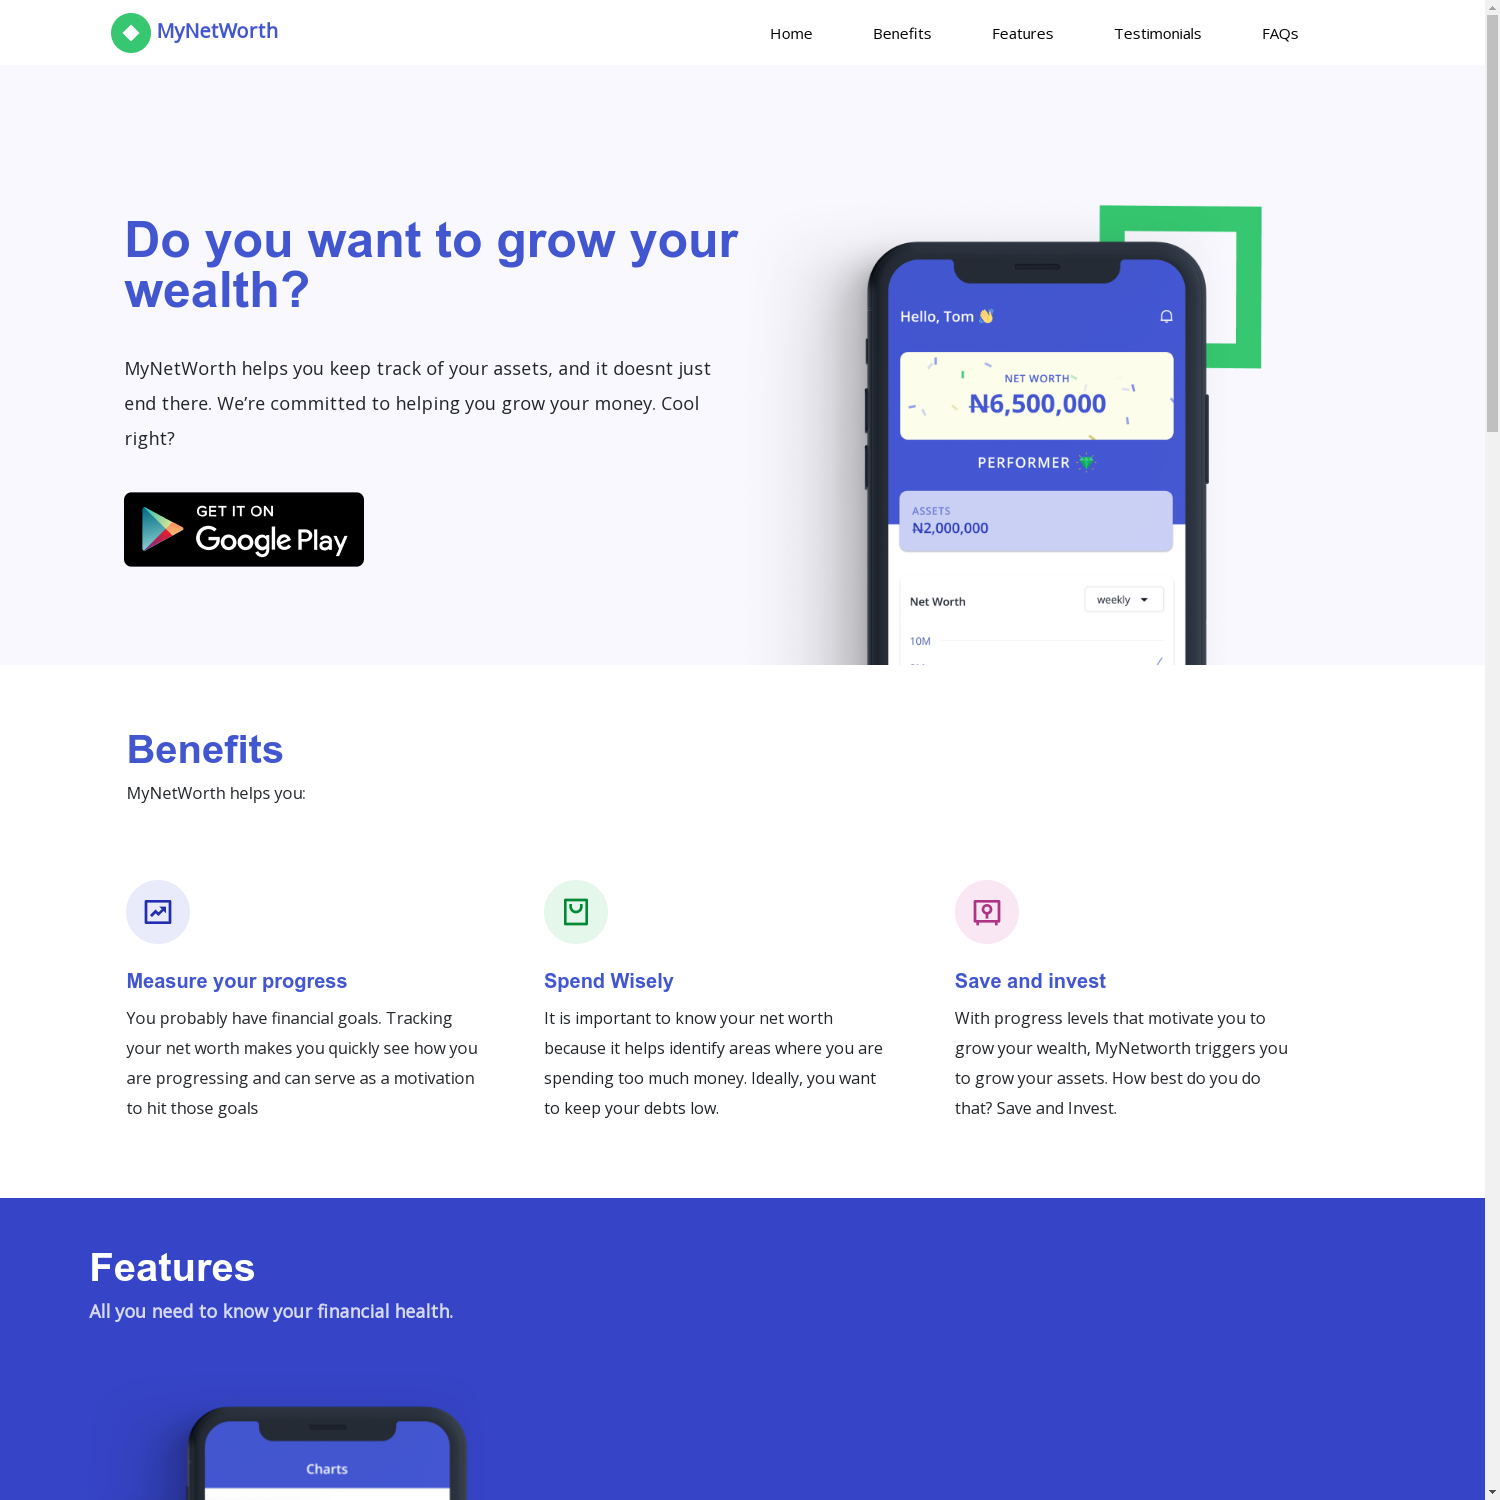 MyNetWorth
Home
Benefits
Features
Testimonials
FAQs
Do you want to grow your
wealth?
MyNetWorth helps you keep track of your assets, and it doesnt just
end there. We’re committed to helping you grow your money. Cool
right?
GET IT ON
Google Play
Hello, Tom 👋
NET WORTH
₦6,500,000
PERFORMER
ASSETS
₦2,000,000
Net Worth
weekly
10M
Benefits
MyNetWorth helps you:
Measure your progress
You probably have financial goals. Tracking
your net worth makes you quickly see how you
are progressing and can serve as a motivation
to hit those goals
Spend Wisely
It is important to know your net worth
because it helps identify areas where you are
spending too much money. Ideally, you want
to keep your debts low.
Save and invest
With progress levels that motivate you to
grow your wealth, MyNetworth triggers you
to grow your assets. How best do you do
that? Save and Invest.
Features
All you need to know your financial health.
Charts